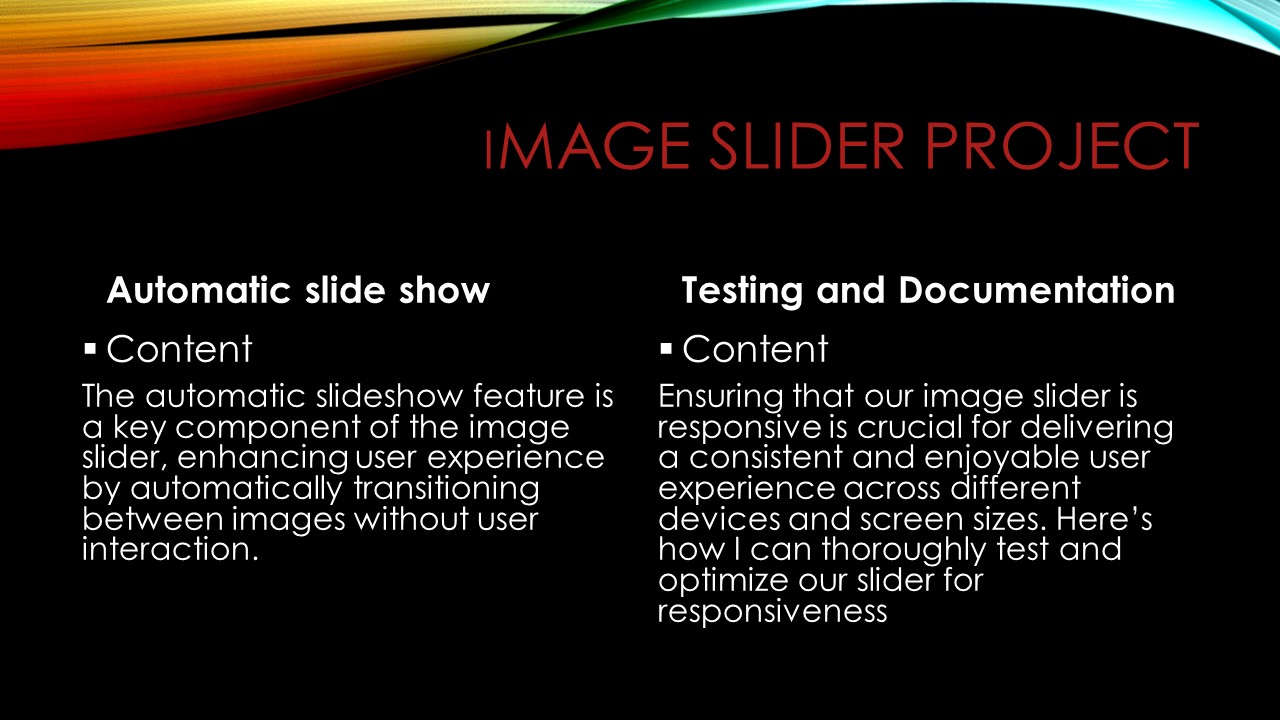 IMAGE SLIDER PROJECT
Automatic slide show
▪ Content
The automatic slideshow feature is
a key component of the image
slider, enhancing user experience
by automatically transitioning
between images without user
interaction.
Testing and Documentation
▪ Content
Ensuring that our image slider is
responsive is crucial for delivering
a consistent and enjoyable user
experience across different
devices and screen sizes. Here’s
how I can thoroughly test and
optimize our slider for
responsiveness